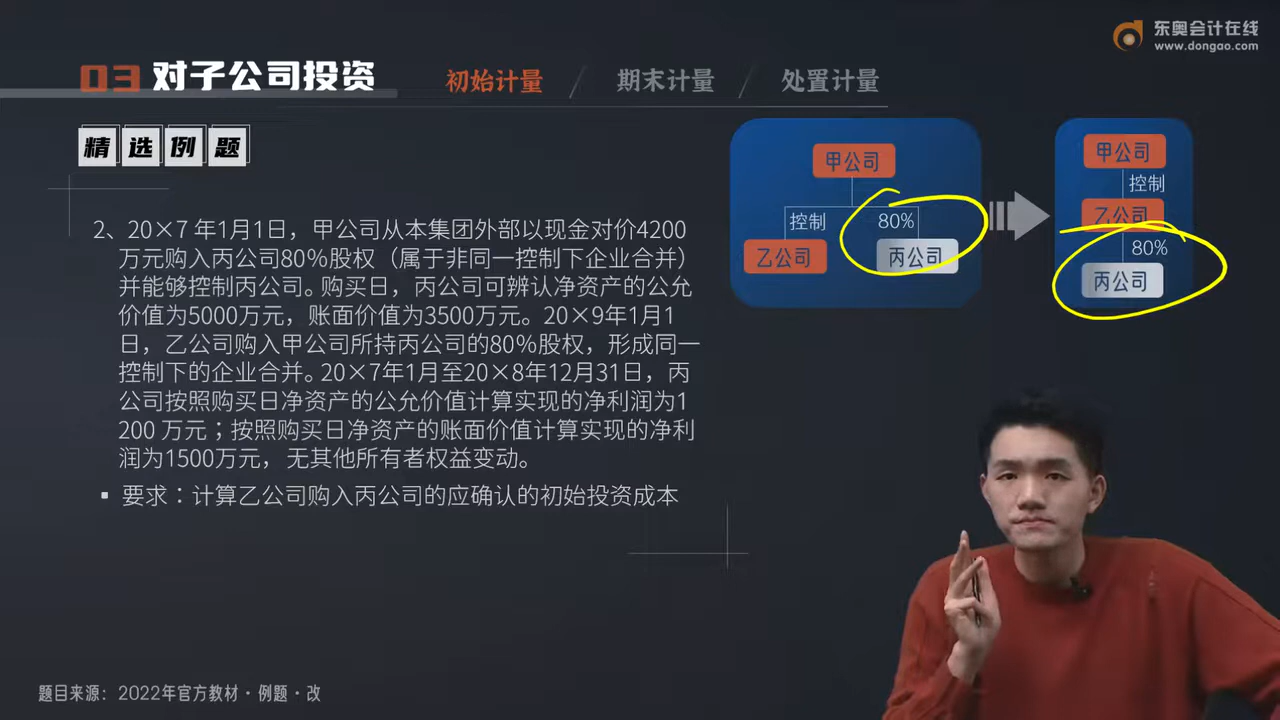 东奥会计在线
www.dongao.com
03 对子公司投资
初始计量 / 期末计量 / 处置计量
精选例题
甲公司
控制
80%
乙公司
丙公司
甲公司
控制
乙公司
80%
丙公司
2、20×7年1月1日，甲公司从本集团外部以现金对价4200
万元购入丙公司80%股权（属于非同一控制下企业合并）
并能够控制丙公司。购买日，丙公司可辨认净资产的公允
价值为5000万元，账面价值为3500万元。20×9年1月1
日，乙公司购入甲公司所持丙公司的80%股权，形成同一
控制下的企业合并。20×7年1月至20×8年12月31日，丙
公司按照购买日净资产的公允价值计算实现的净利润为1
200 万元；按照购买日净资产的账面价值计算实现的净利
润为1500万元，无其他所有者权益变动。
▪ 要求：计算乙公司购入丙公司的应确认的初始投资成本
题目来源：2022年官方教材·例题·改